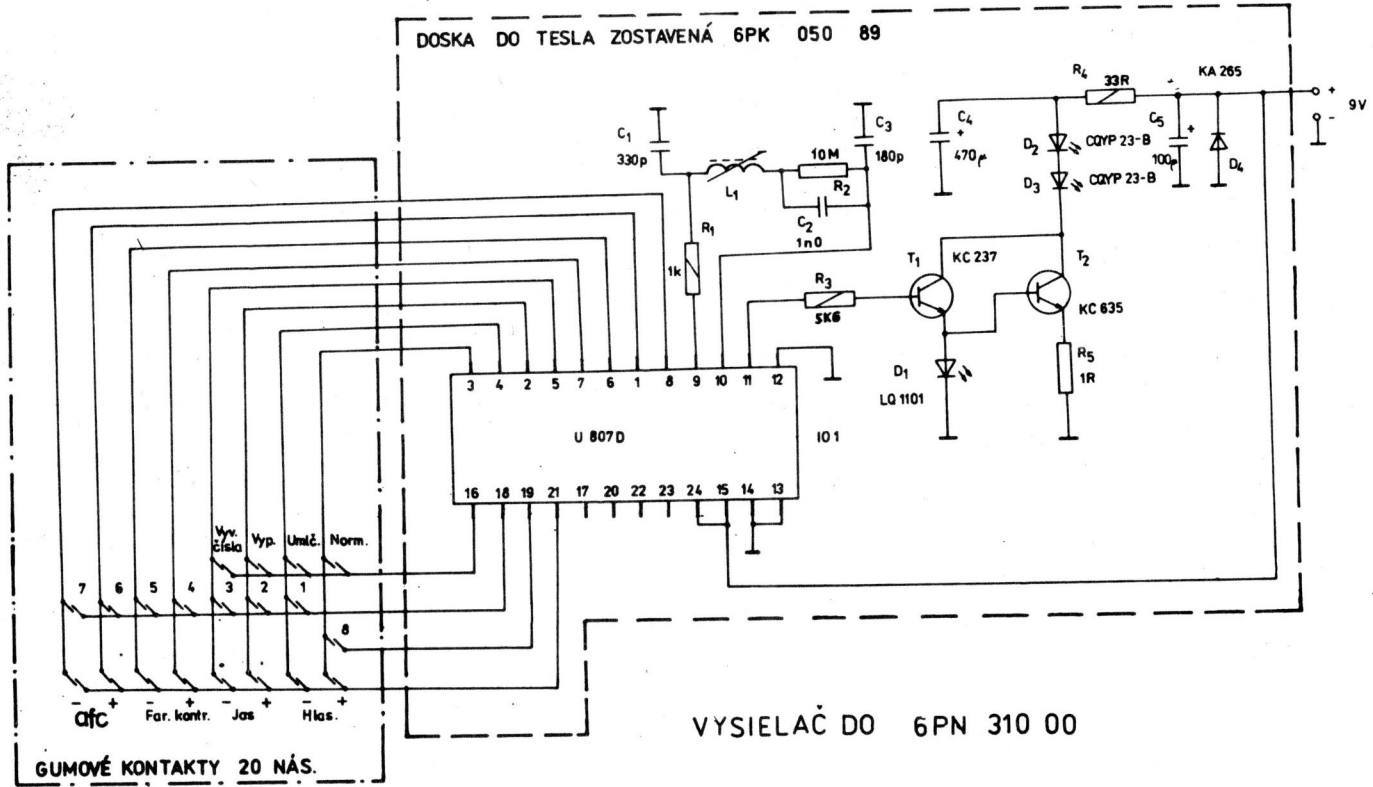 DOSKA DO TESLA ZOSTAVENÁ 6PK 050 89
R4
33R
KA 265
+
9V
-
C1
330p
L1
10M
R2
C2
1n0
C3
180p
C4
+
470µ
D2
CQYP 23-B
D3
CQYP 23-B
C5
+
100µ
D4
R1
1k
R3
5K6
T1
KC 237
T2
KC 635
D1
LQ 1101
R5
1R
3 4 2 5 7 6 1 8 9 10 11 12
U 807D
IO 1
16 18 19 21 17 20 22 23 24 15 14 13
Vyv. čísla
Vyp.
Umlč.
Norm.
7 6 5 4 3 2 1
8
- + - + - + - +
afc
Far. kontr.
Jas
Hlas.
GUMOVÉ KONTAKTY 20 NÁS.
VYSIELAČ DO 6PN 310 00